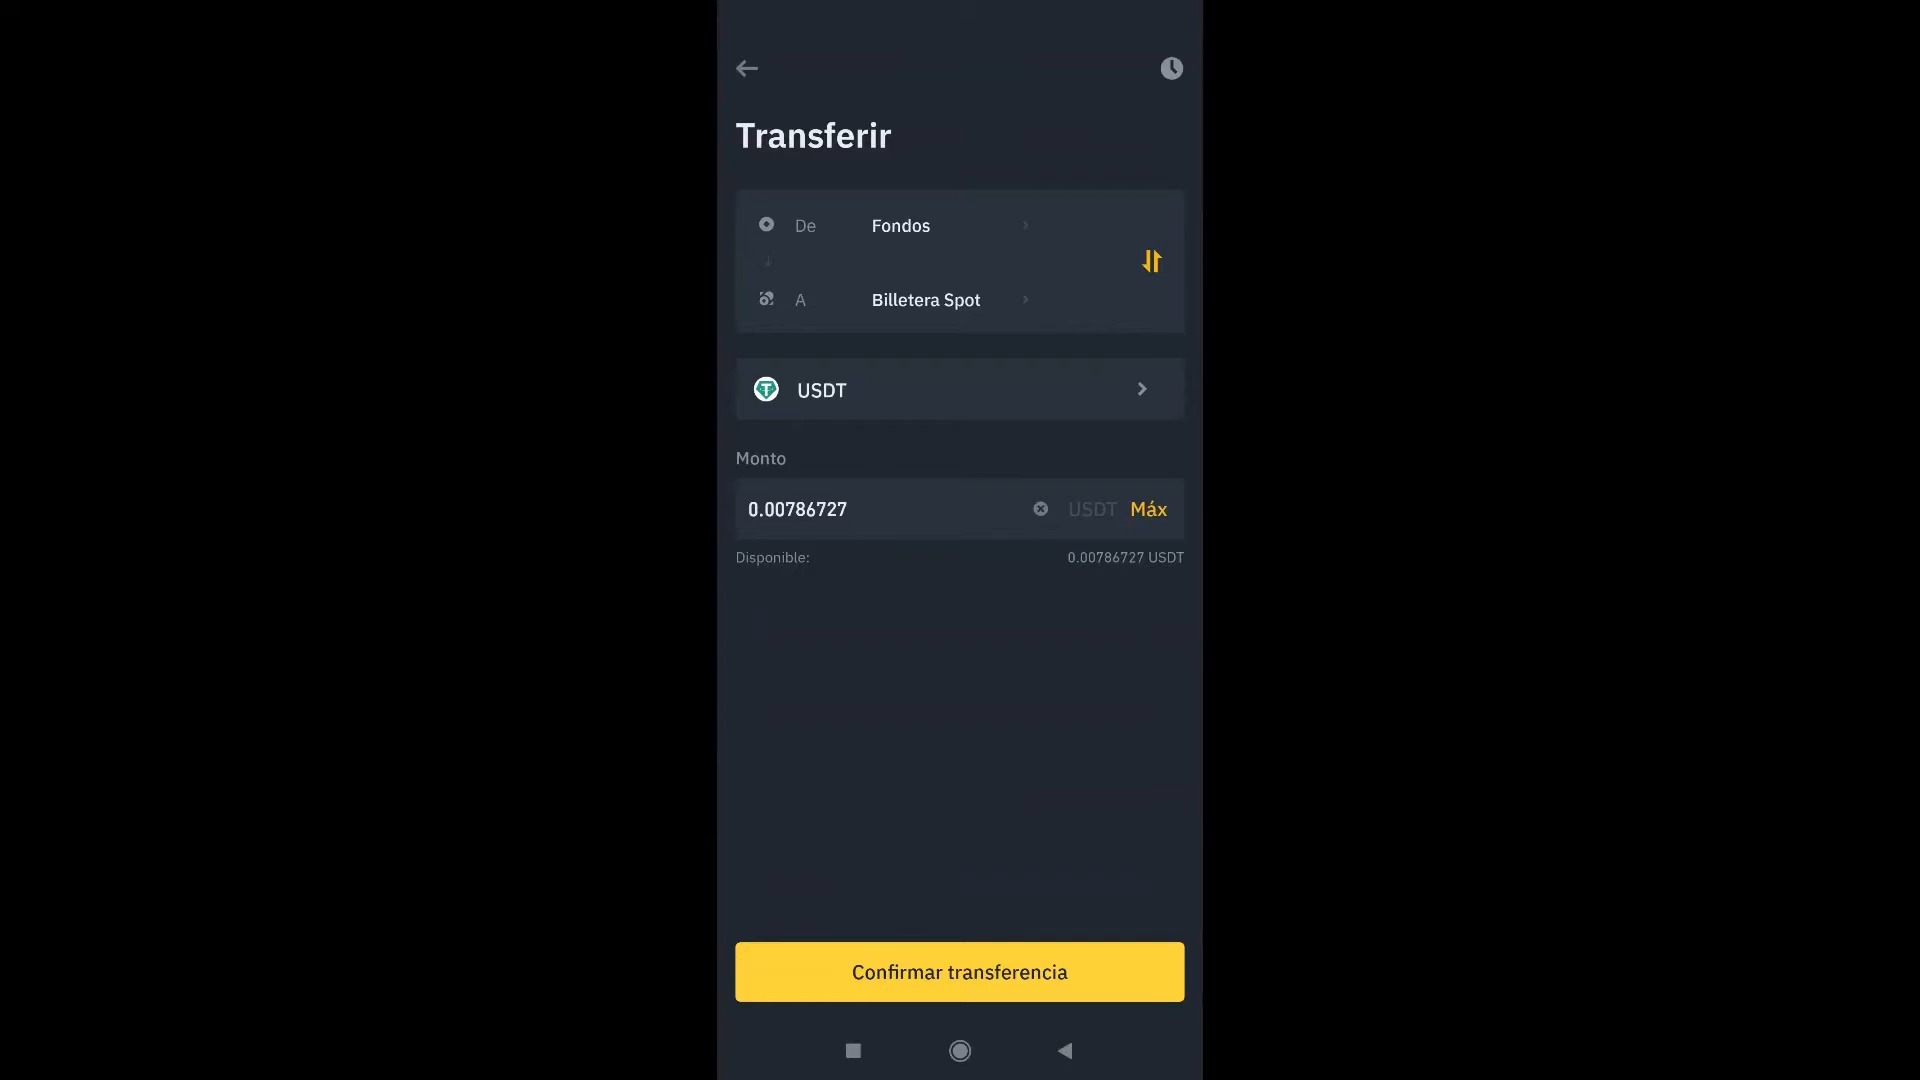 Transferir
De Fondos
A Billetera Spot
USDT
Monto
0.00786727 USDT Máx
Disponible: 0.00786727 USDT
Confirmar transferencia